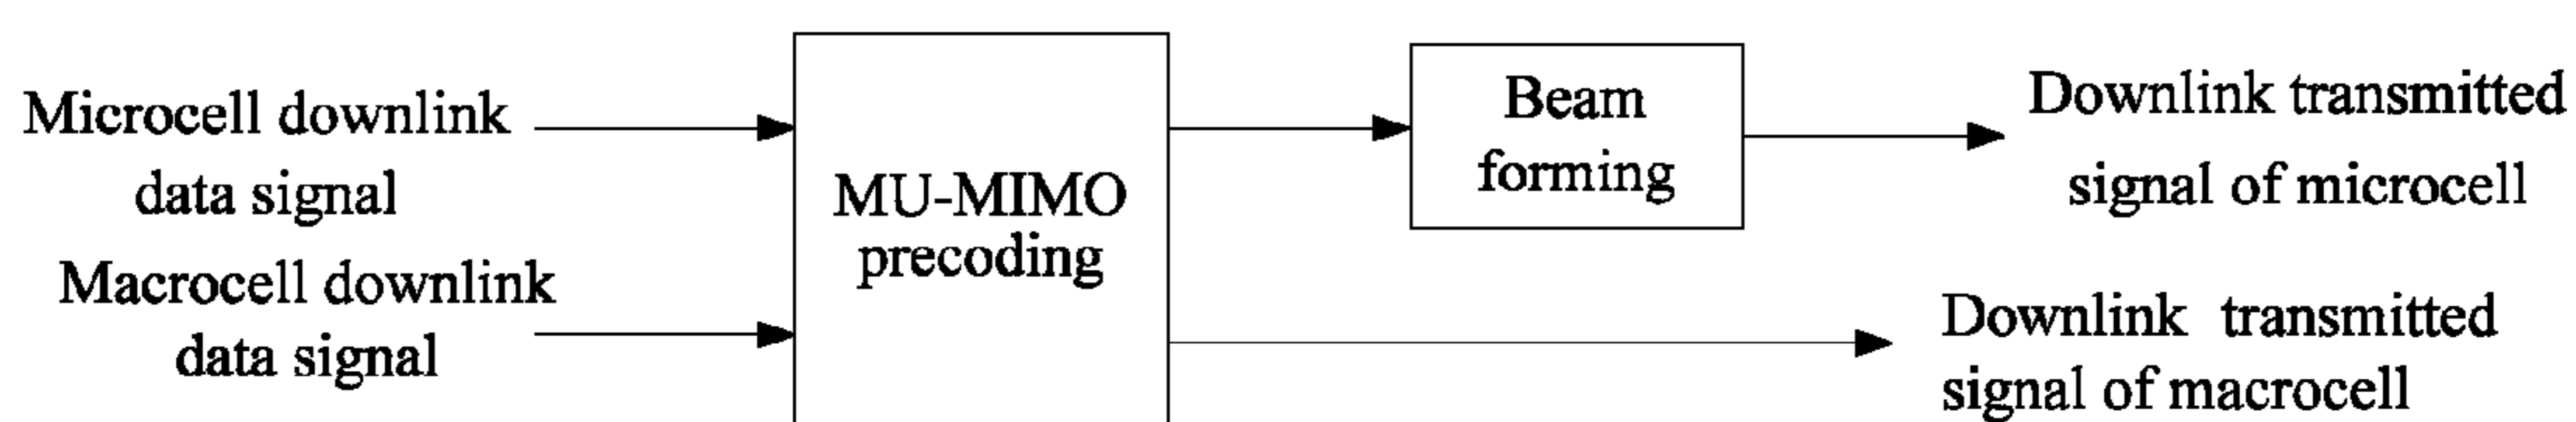 Microcell downlink
data signal
Macrocell downlink
data signal
MU-MIMO
precoding
Beam
forming
Downlink transmitted
signal of microcell
Downlink transmitted
signal of macrocell